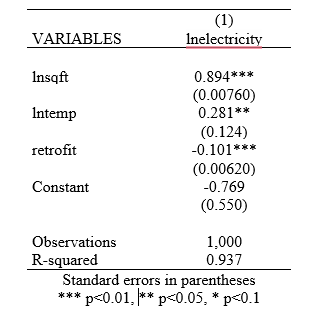 (1)
VARIABLES lnelectricity
lnsqft 0.894***
(0.00760)
lntemp 0.281**
(0.124)
retrofit -0.101***
(0.00620)
Constant -0.769
(0.550)
Observations 1,000
R-squared 0.937
Standard errors in parentheses
*** p<0.01, ** p<0.05, * p<0.1